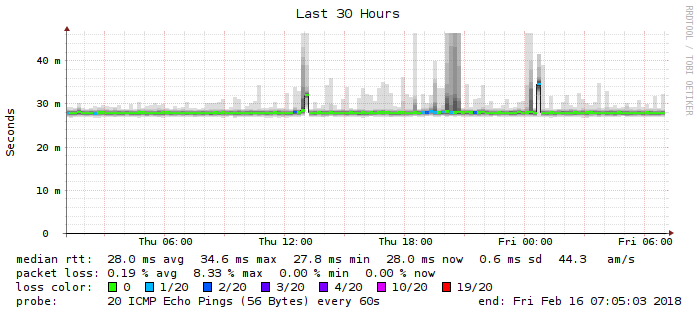 Last 30 Hours
RRDTOOL / TOBI OETIKER
Seconds
40 m
30 m
20 m
10 m
0
Thu 06:00 Thu 12:00 Thu 18:00 Fri 00:00 Fri 06:00
median rtt: 28.0 ms avg 34.6 ms max 27.8 ms min 28.0 ms now 0.6 ms sd 44.3 am/s
packet loss: 0.19 % avg 8.33 % max 0.00 % min 0.00 % now
loss color: 0 1/20 2/20 3/20 4/20 10/20 19/20
probe: 20 ICMP Echo Pings (56 Bytes) every 60s end: Fri Feb 16 07:05:03 2018